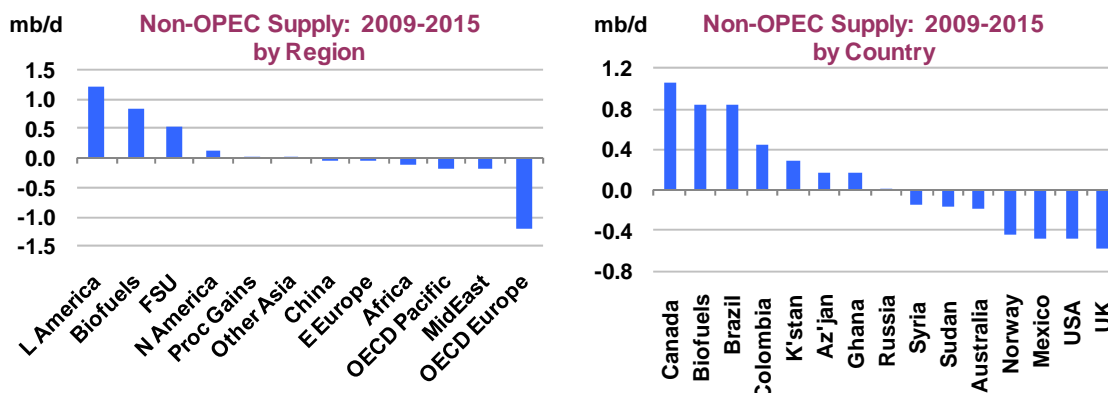 mb/d
Non-OPEC Supply: 2009-2015
by Region
1.5
1.0
0.5
0.0
-0.5
-1.0
-1.5
L America
Biofuels
FSU
N America
Proc Gains
Other Asia
China
E Europe
Africa
OECD Pacific
MidEast
OECD Europe
mb/d
Non-OPEC Supply: 2009-2015
by Country
1.2
0.8
0.4
0.0
-0.4
-0.8
Canada
Biofuels
Brazil
Colombia
K'stan
Az'jan
Ghana
Russia
Syria
Sudan
Australia
Norway
Mexico
USA
UK